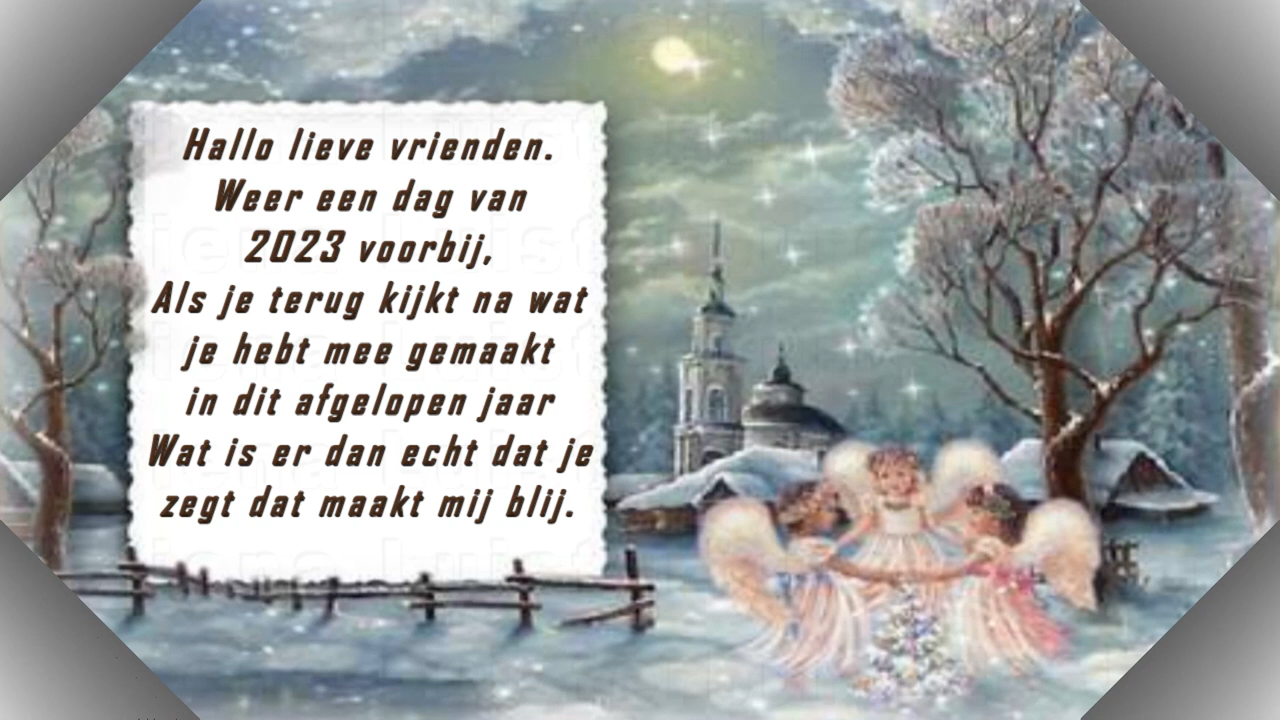 Hallo lieve vrienden.
Weer een dag van
2023 voorbij,
Als je terug kijkt na wat
je hebt mee gemaakt
in dit afgelopen jaar
Wat is er dan echt dat je
zegt dat maakt mij blij.